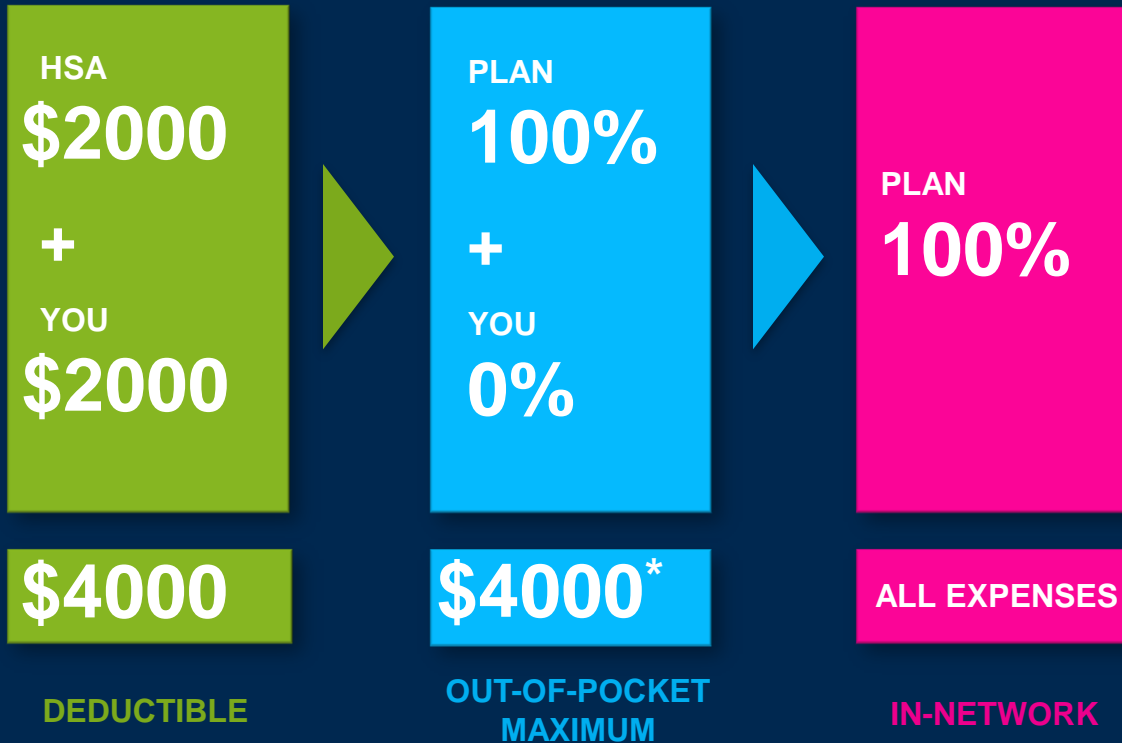 HSA
$2000
+
YOU
$2000
$4000
DEDUCTIBLE
PLAN
100%
+
YOU
0%
$4000*
OUT-OF-POCKET
MAXIMUM
PLAN
100%
ALL EXPENSES
IN-NETWORK